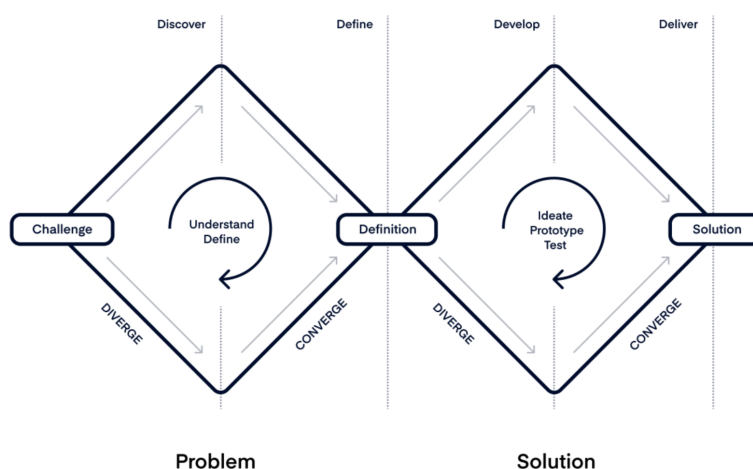 Discover
Define
Develop
Deliver
Challenge
Understand
Define
Definition
Ideate
Prototype
Test
Solution
DIVERGE
CONVERGE
DIVERGE
CONVERGE
Problem
Solution